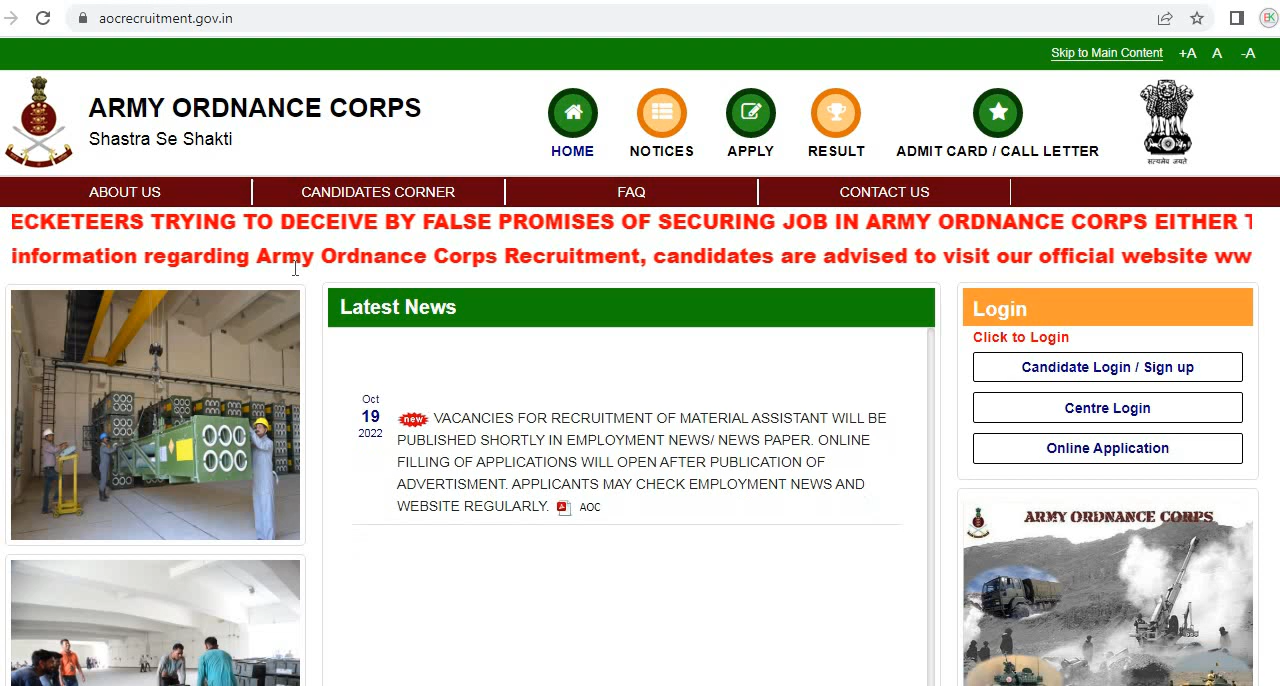 aocrecruitment.gov.in
Skip to Main Content +A A -A
ARMY ORDNANCE CORPS
Shastra Se Shakti
HOME NOTICES APPLY RESULT ADMIT CARD / CALL LETTER
सत्यमेव जयते
ABOUT US CANDIDATES CORNER FAQ CONTACT US
ECKETEERS TRYING TO DECEIVE BY FALSE PROMISES OF SECURING JOB IN ARMY ORDNANCE CORPS EITHER T
information regarding Army Ordnance Corps Recruitment, candidates are advised to visit our official website ww
Latest News
Oct
19
2022
new VACANCIES FOR RECRUITMENT OF MATERIAL ASSISTANT WILL BE
PUBLISHED SHORTLY IN EMPLOYMENT NEWS/ NEWS PAPER. ONLINE
FILLING OF APPLICATIONS WILL OPEN AFTER PUBLICATION OF
ADVERTISMENT. APPLICANTS MAY CHECK EMPLOYMENT NEWS AND
WEBSITE REGULARLY. AOC
Login
Click to Login
Candidate Login / Sign up
Centre Login
Online Application
ARMY ORDNANCE CORPS